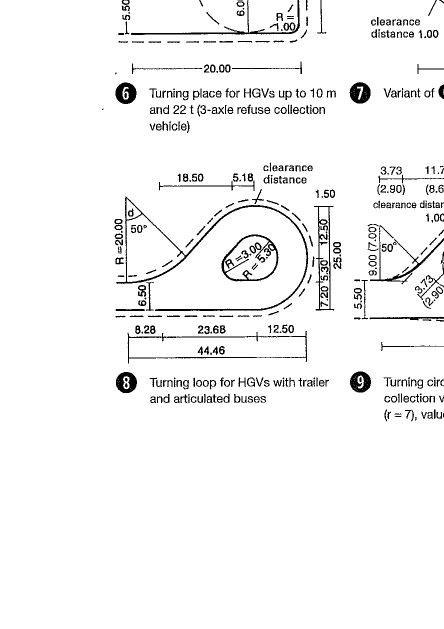 5.50
6.0
R =
1.00
clearance
distance 1.00
20.00
6 Turning place for HGVs up to 10 m
and 22 t (3-axle refuse collection
vehicle)
7 Variant of
18.50
5.18
clearance
distance
1.50
R =20.00
d
50°
R =3.00
R = 5.30
12.50
5.30
7.20
25.00
6.50
8.28
23.68
12.50
44.46
8 Turning loop for HGVs with trailer
and articulated buses
3.73
11.7
(2.90)
(8.6
clearance distan
1,00
9.00 (7.00)
50°
3.73
(2.90)
5.50
9 Turning circ
collection v
(r = 7), valu